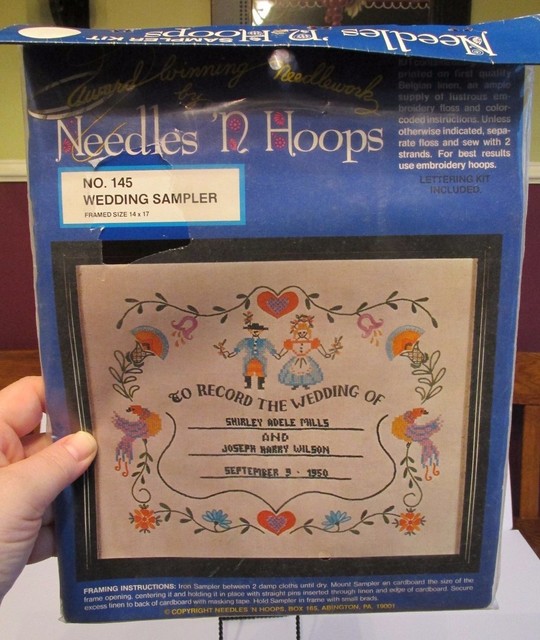 Needles 'N Hoops SAMPLER KIT
Needles
Award Winning Needlework
by
Needles 'N Hoops
printed on first quality
Belgian linen, an ample
supply of lustrous em-
broidery floss and color-
coded instructions. Unless
otherwise indicated, sepa-
rate floss and sew with 2
strands. For best results
use embroidery hoops.
LETTERING KIT
INCLUDED.
NO. 145
WEDDING SAMPLER
FRAMED SIZE 14 x 17
TO RECORD THE WEDDING OF
SHIRLEY ADELE MILLS
AND
JOSEPH HARRY WILSON
SEPTEMBER 9 · 1950
FRAMING INSTRUCTIONS: Iron Sampler between 2 damp cloths until dry. Mount Sampler on cardboard the size of the
frame opening, centering it and holding it in place with straight pins inserted through linen and edge of cardboard. Secure
excess linen to back of cardboard with masking tape. Hold Sampler in frame with small brads.
© COPYRIGHT NEEDLES 'N HOOPS, BOX 165, ABINGTON, PA. 19001